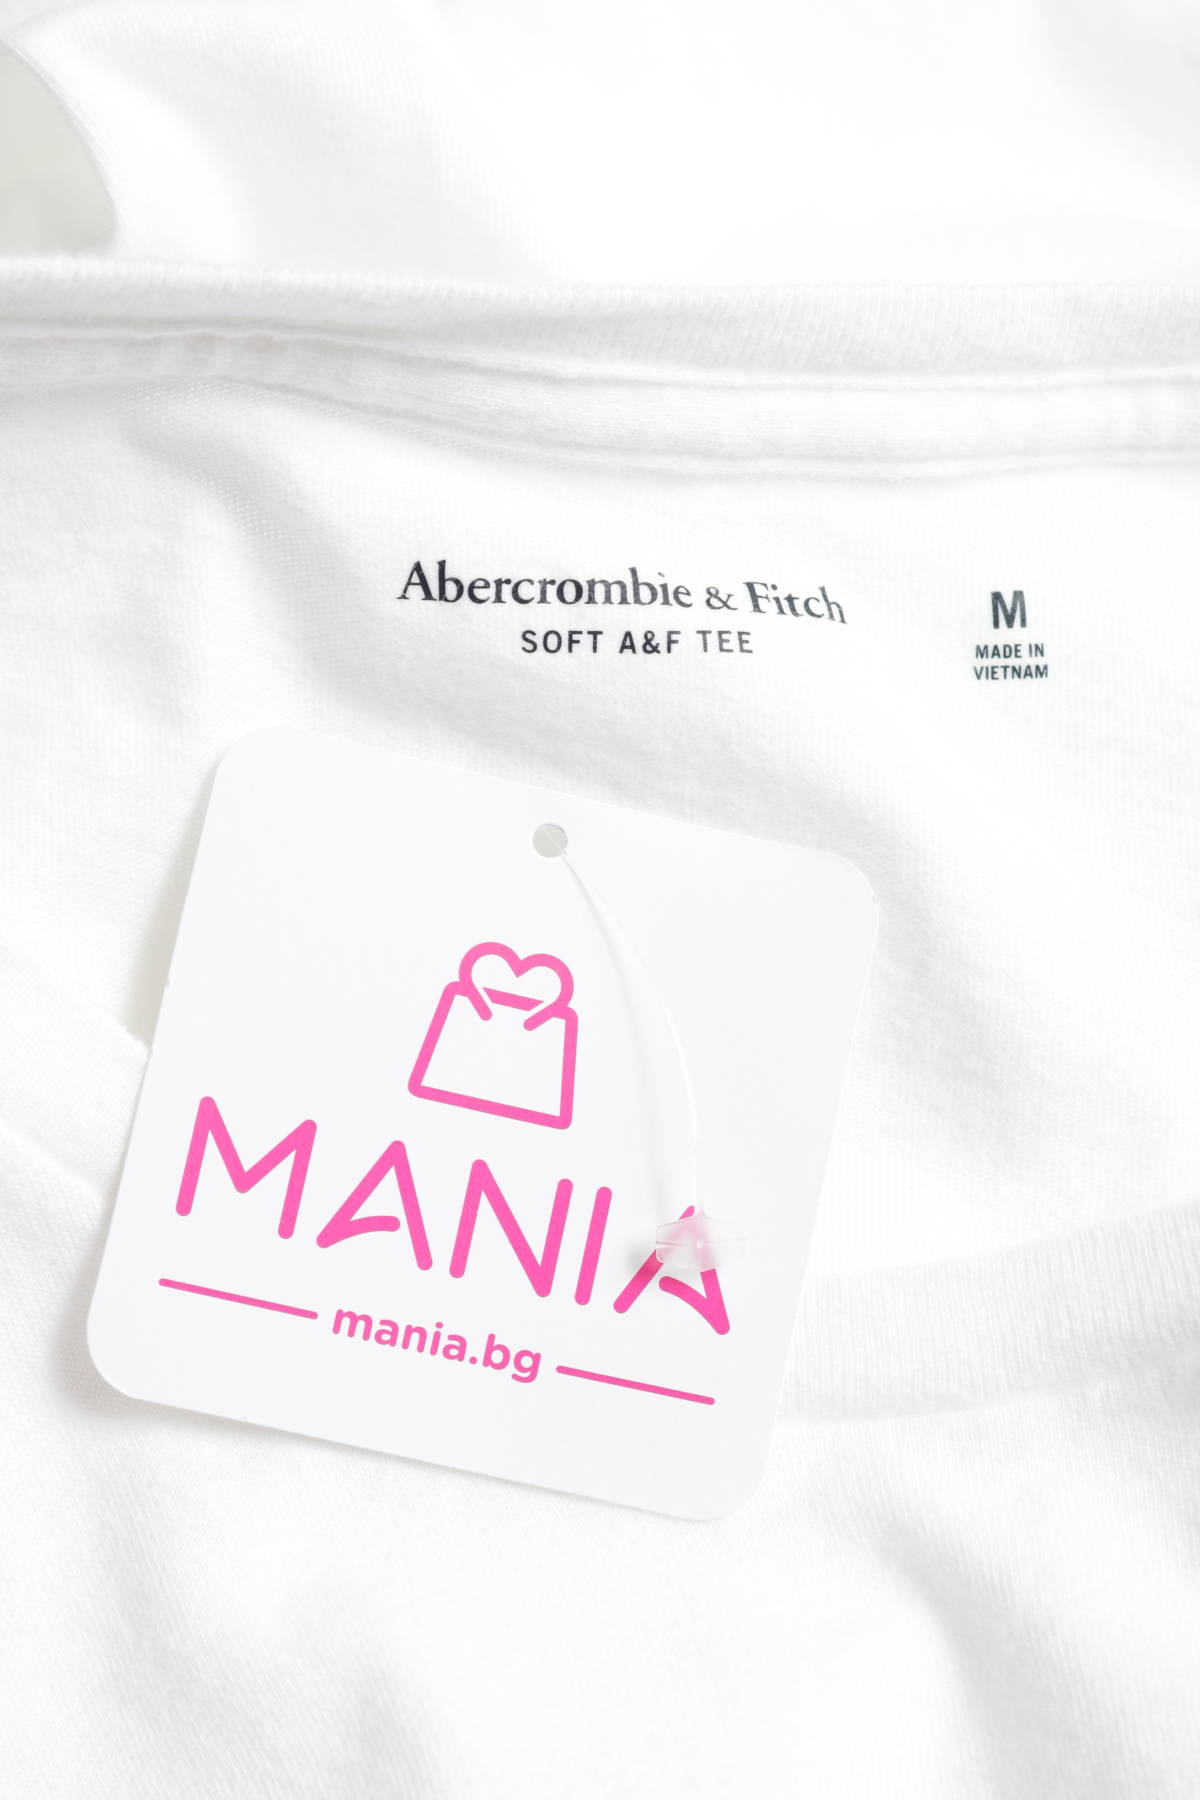 Abercrombie & Fitch
SOFT A&F TEE
M
MADE IN
VIETNAM
MANIA
mania.bg